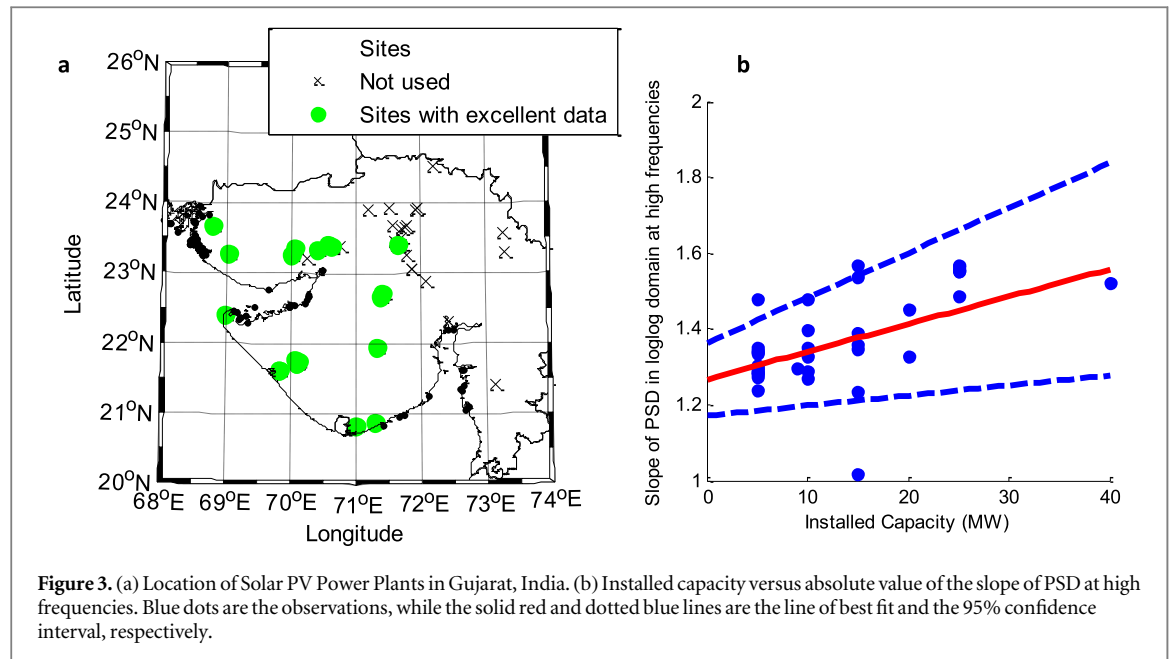 a
Sites
Not used
Sites with excellent data
26°N
25°N
24°N
23°N
22°N
21°N
20°N
Latitude
68°E 69°E 70°E 71°E 72°E 73°E 74°E
Longitude
b
Slope of PSD in loglog domain at high frequencies
2
1.8
1.6
1.4
1.2
1
0 10 20 30 40
Installed Capacity (MW)
Figure 3. (a) Location of Solar PV Power Plants in Gujarat, India. (b) Installed capacity versus absolute value of the slope of PSD at high
frequencies. Blue dots are the observations, while the solid red and dotted blue lines are the line of best fit and the 95% confidence
interval, respectively.